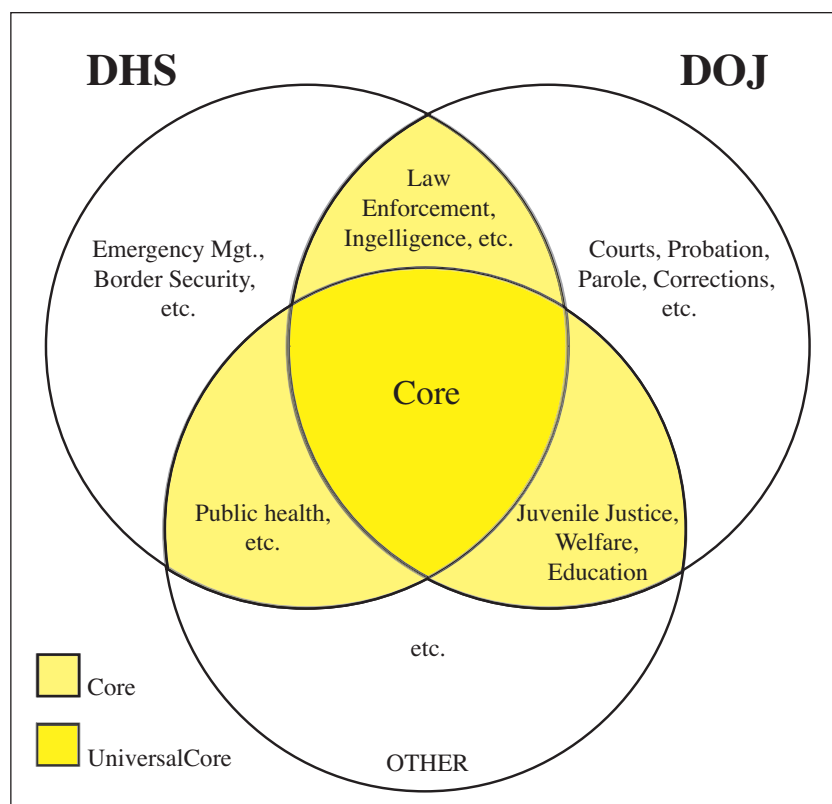 DHS
DOJ
Law
Enforcement,
Ingelligence, etc.
Emergency Mgt.,
Border Security,
etc.
Courts, Probation,
Parole, Corrections,
etc.
Core
Public health,
etc.
Juvenile Justice,
Welfare,
Education
etc.
Core
UniversalCore
OTHER